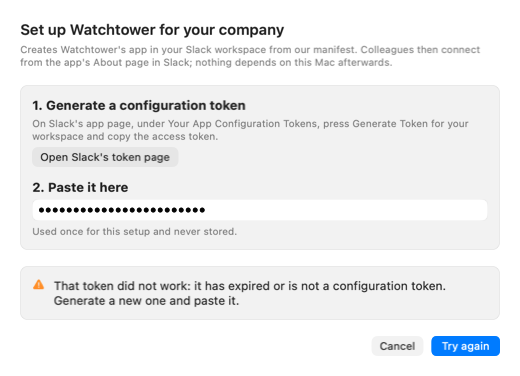 Set up Watchtower for your company
Creates Watchtower's app in your Slack workspace from our manifest. Colleagues then connect
from the app's About page in Slack; nothing depends on this Mac afterwards.
1. Generate a configuration token
On Slack's app page, under Your App Configuration Tokens, press Generate Token for your
workspace and copy the access token.
Open Slack's token page
2. Paste it here
••••••••••••••••••••••••
Used once for this setup and never stored.
That token did not work: it has expired or is not a configuration token.
Generate a new one and paste it.
Cancel
Try again